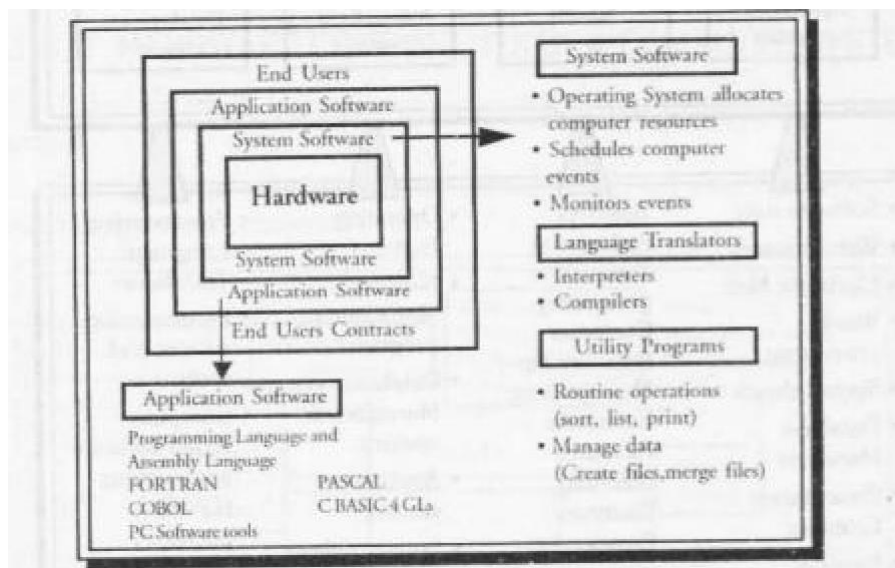 End Users
Application Software
System Software
Hardware
System Software
Application Software
End Users Contracts
Application Software
Programming Language and
Assembly Language
FORTRAN PASCAL
COBOL C BASIC 4 GLs
PC Software tools
System Software
• Operating System allocates
computer resources
• Schedules computer
events
• Monitors events
Language Translators
• Interpreters
• Compilers
Utility Programs
• Routine operations
(sort, list, print)
• Manage data
(Create files,merge files)